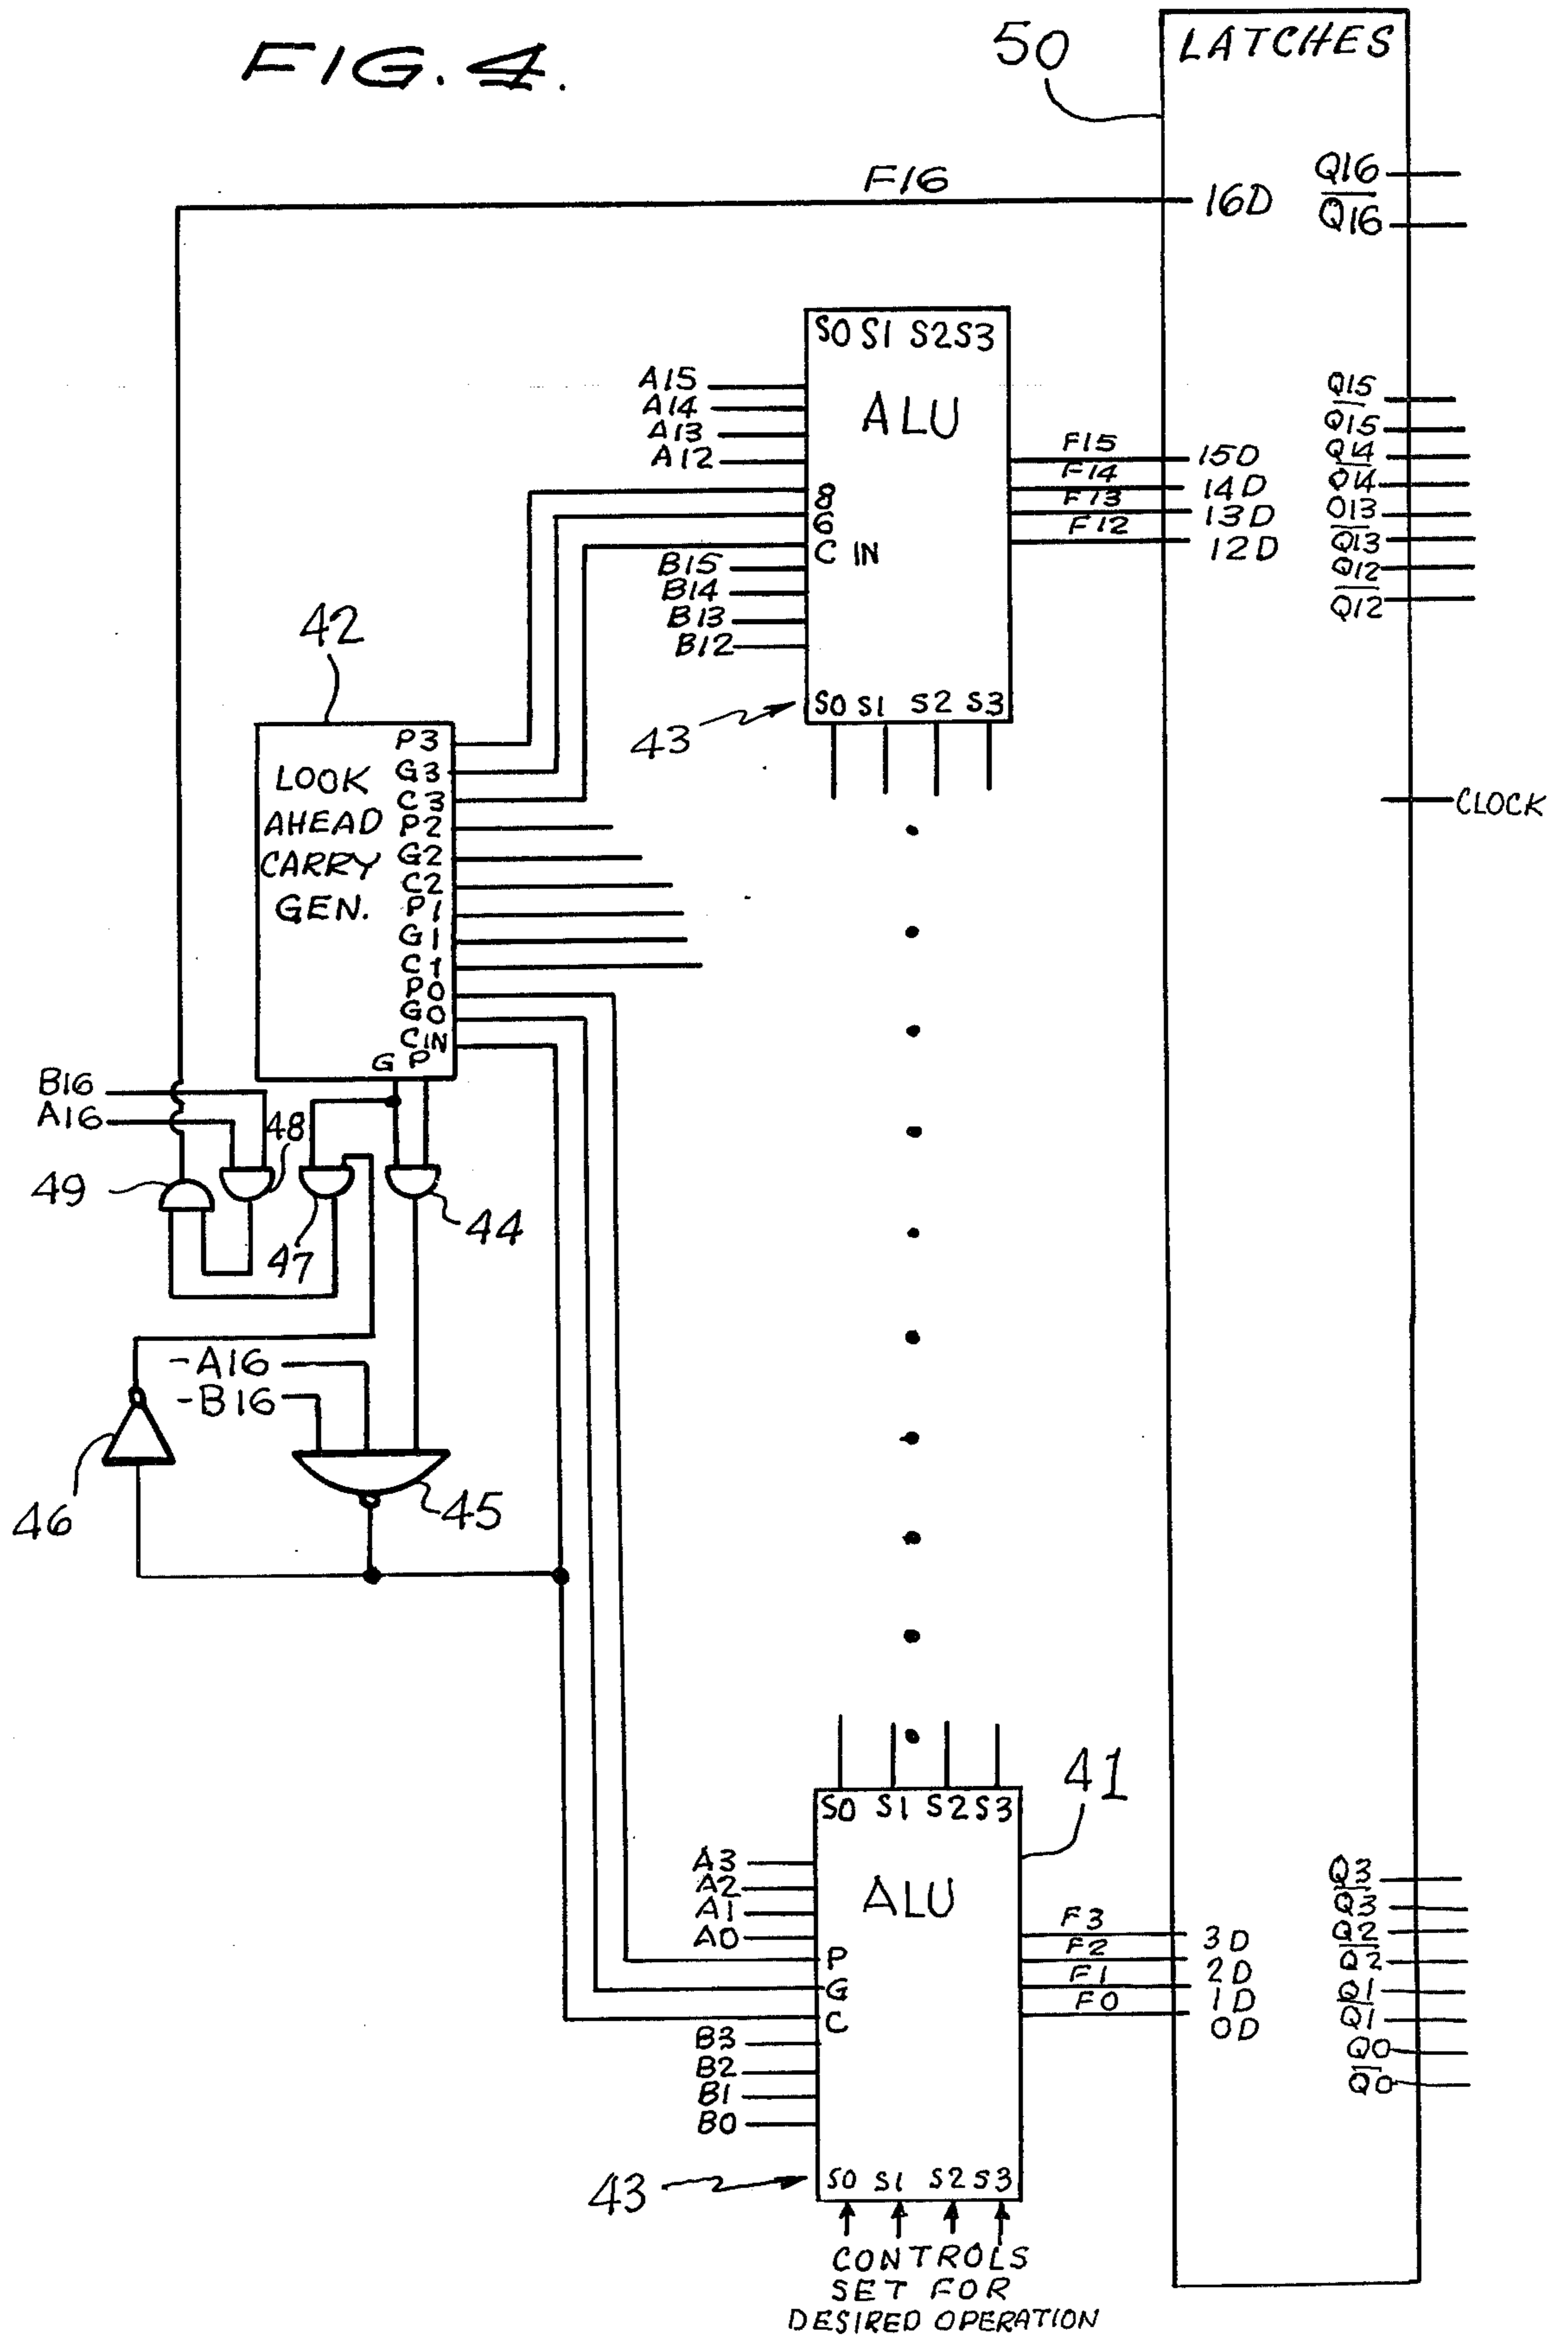 FIG. 4.
50
LATCHES
F16
16D
Q16
Q16
S0 S1 S2 S3
ALU
A15
A14
A13
A12
8
6
C IN
B15
B14
B13
B12
S0 S1 S2 S3
43
F15
F14
F13
F12
15D
14D
13D
12D
Q15
Q15
Q14
Q14
Q13
Q13
Q12
Q12
CLOCK
42
LOOK
AHEAD
CARRY
GEN.
P3
G3
C3
P2
G2
C2
P1
G1
C1
P0
G0
CIN
G P
B16
A16
48
49
47
44
-A16
-B16
46
45
41
S0 S1 S2 S3
ALU
A3
A2
A1
A0
P
G
C
B3
B2
B1
B0
S0 S1 S2 S3
43
F3
F2
F1
F0
3D
2D
1D
0D
Q3
Q3
Q2
Q2
Q1
Q1
Q0
Q0
CONTROLS
SET FOR
DESIRED OPERATION